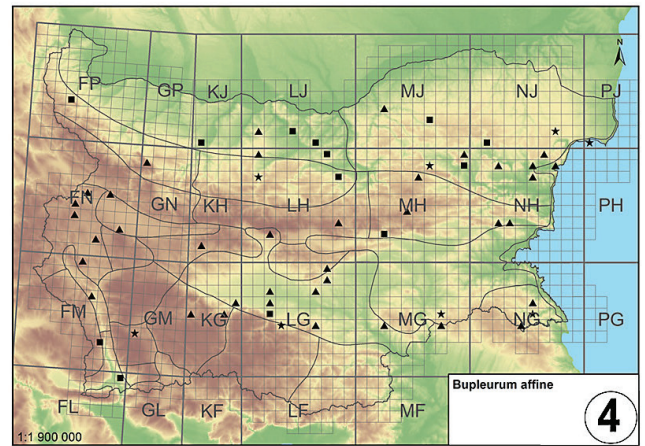 N
FP GP KJ LJ MJ NJ PJ
FN GN KH LH MH NH PH
FM GM KG LG MG NG PG
FL GL KF LF MF
Bupleurum affine
4
1:1 900 000